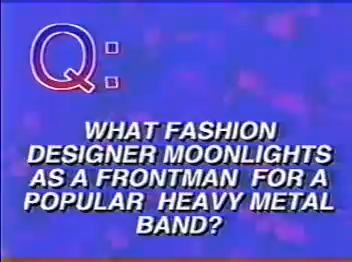 Q:
WHAT FASHION
DESIGNER MOONLIGHTS
AS A FRONTMAN FOR A
POPULAR HEAVY METAL
BAND?